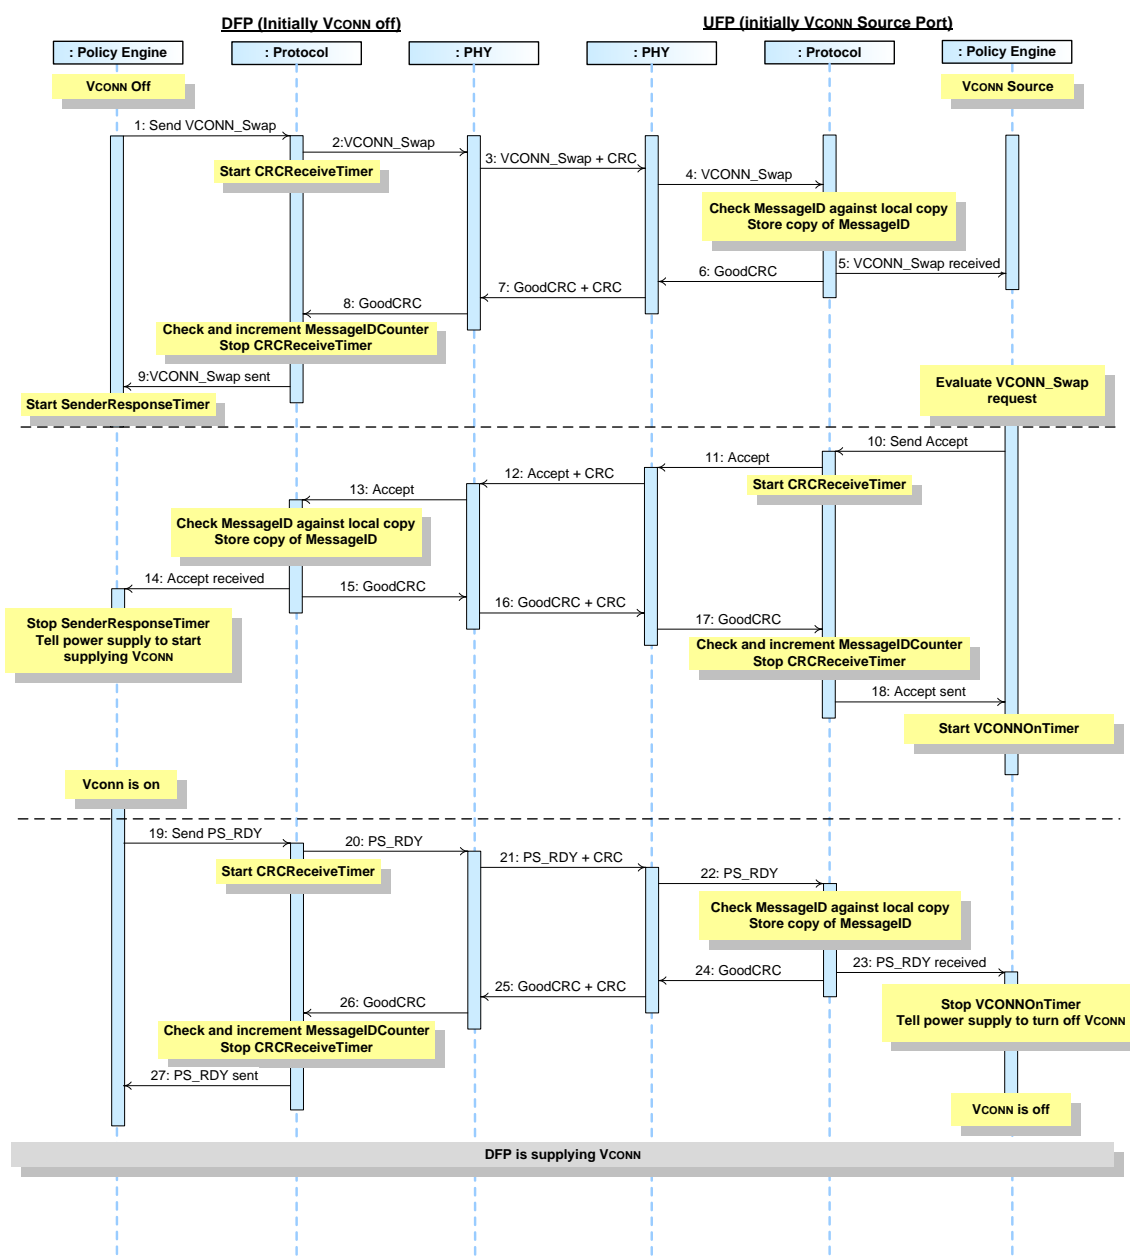 DFP (Initially VCONN off)
UFP (initially VCONN Source Port)
: Policy Engine
: Protocol
: PHY
: PHY
: Protocol
: Policy Engine
VCONN Off
VCONN Source
1: Send VCONN_Swap
2:VCONN_Swap
Start CRCReceiveTimer
3: VCONN_Swap + CRC
4: VCONN_Swap
Check MessageID against local copy
Store copy of MessageID
5: VCONN_Swap received
6: GoodCRC
7: GoodCRC + CRC
8: GoodCRC
Check and increment MessageIDCounter
Stop CRCReceiveTimer
9:VCONN_Swap sent
Start SenderResponseTimer
Evaluate VCONN_Swap
request
10: Send Accept
11: Accept
Start CRCReceiveTimer
12: Accept + CRC
13: Accept
Check MessageID against local copy
Store copy of MessageID
14: Accept received
15: GoodCRC
16: GoodCRC + CRC
17: GoodCRC
Stop SenderResponseTimer
Tell power supply to start
supplying VCONN
Check and increment MessageIDCounter
Stop CRCReceiveTimer
18: Accept sent
Start VCONNOnTimer
Vconn is on
19: Send PS_RDY
20: PS_RDY
Start CRCReceiveTimer
21: PS_RDY + CRC
22: PS_RDY
Check MessageID against local copy
Store copy of MessageID
23: PS_RDY received
24: GoodCRC
25: GoodCRC + CRC
26: GoodCRC
Stop VCONNOnTimer
Tell power supply to turn off VCONN
Check and increment MessageIDCounter
Stop CRCReceiveTimer
27: PS_RDY sent
VCONN is off
DFP is supplying VCONN